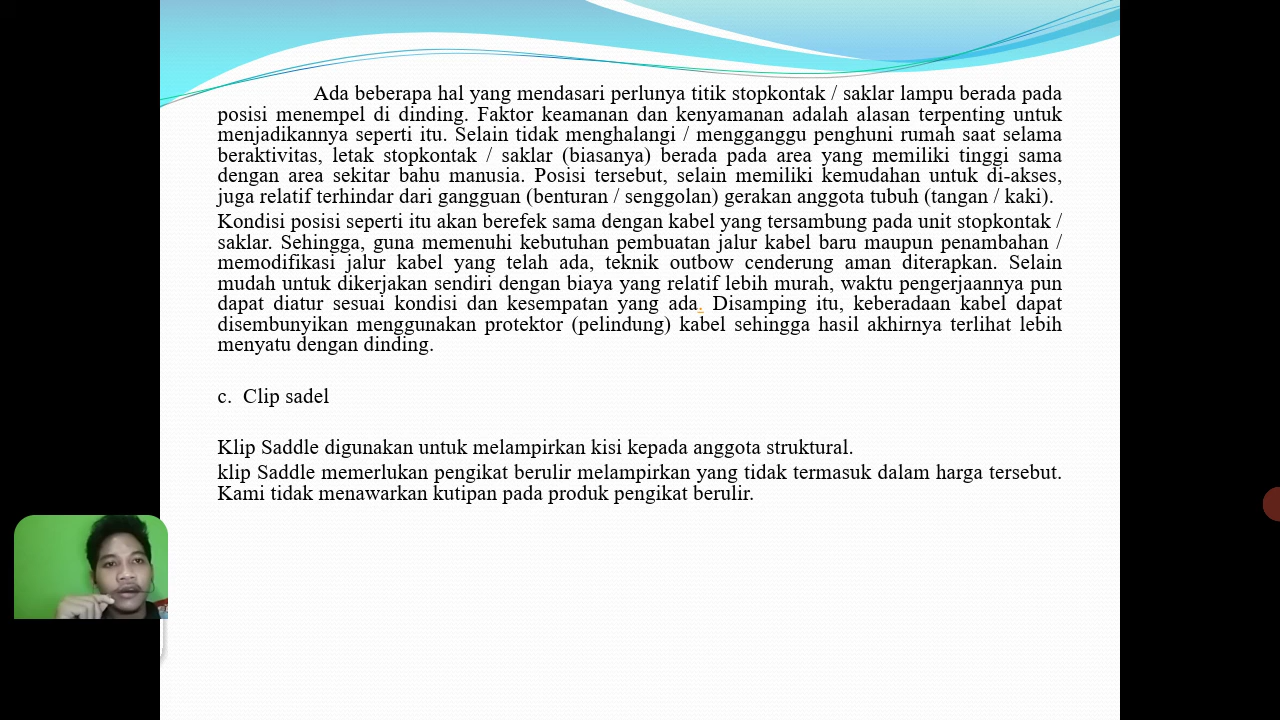 Ada beberapa hal yang mendasari perlunya titik stopkontak / saklar lampu berada pada
posisi menempel di dinding. Faktor keamanan dan kenyamanan adalah alasan terpenting untuk
menjadikannya seperti itu. Selain tidak menghalangi / mengganggu penghuni rumah saat selama
beraktivitas, letak stopkontak / saklar (biasanya) berada pada area yang memiliki tinggi sama
dengan area sekitar bahu manusia. Posisi tersebut, selain memiliki kemudahan untuk di-akses,
juga relatif terhindar dari gangguan (benturan / senggolan) gerakan anggota tubuh (tangan / kaki).
Kondisi posisi seperti itu akan berefek sama dengan kabel yang tersambung pada unit stopkontak /
saklar. Sehingga, guna memenuhi kebutuhan pembuatan jalur kabel baru maupun penambahan /
memodifikasi jalur kabel yang telah ada, teknik outbow cenderung aman diterapkan. Selain
mudah untuk dikerjakan sendiri dengan biaya yang relatif lebih murah, waktu pengerjaannya pun
dapat diatur sesuai kondisi dan kesempatan yang ada. Disamping itu, keberadaan kabel dapat
disembunyikan menggunakan protektor (pelindung) kabel sehingga hasil akhirnya terlihat lebih
menyatu dengan dinding.
c. Clip sadel
Klip Saddle digunakan untuk melampirkan kisi kepada anggota struktural.
klip Saddle memerlukan pengikat berulir melampirkan yang tidak termasuk dalam harga tersebut.
Kami tidak menawarkan kutipan pada produk pengikat berulir.